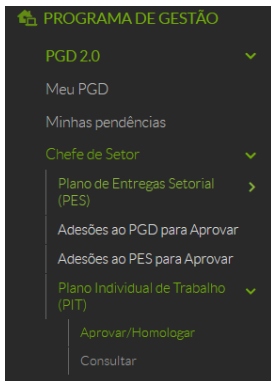 PROGRAMA DE GESTÃO
PGD 2.0
Meu PGD
Minhas pendências
Chefe de Setor
Plano de Entregas Setorial
(PES)
Adesões ao PGD para Aprovar
Adesões ao PES para Aprovar
Plano Individual de Trabalho
(PIT)
Aprovar/Homologar
Consultar